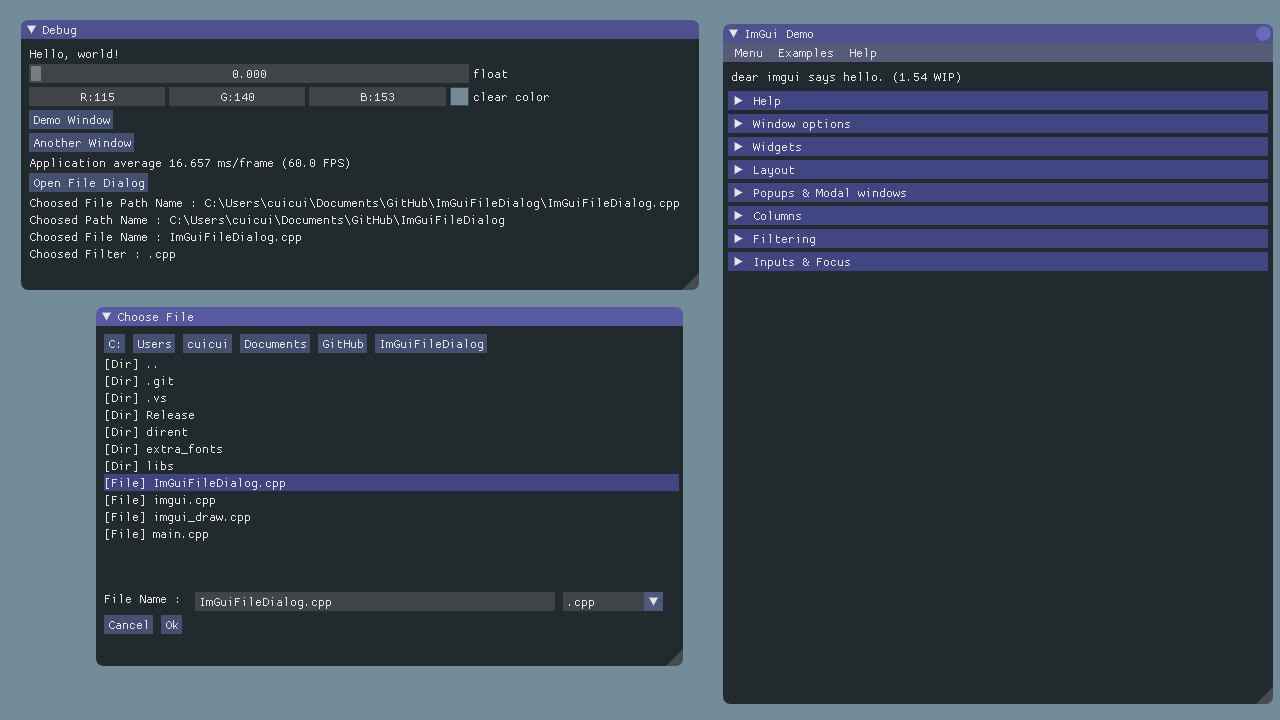 Debug
Hello, world!
0.000 float
R:115 G:140 B:153 clear color
Demo Window
Another Window
Application average 16.657 ms/frame (60.0 FPS)
Open File Dialog
Choosed File Path Name : C:\Users\cuicui\Documents\GitHub\ImGuiFileDialog\ImGuiFileDialog.cpp
Choosed Path Name : C:\Users\cuicui\Documents\GitHub\ImGuiFileDialog
Choosed File Name : ImGuiFileDialog.cpp
Choosed Filter : .cpp
Choose File
C: Users cuicui Documents GitHub ImGuiFileDialog
[Dir] ..
[Dir] .git
[Dir] .vs
[Dir] Release
[Dir] dirent
[Dir] extra_fonts
[Dir] libs
[File] ImGuiFileDialog.cpp
[File] imgui.cpp
[File] imgui_draw.cpp
[File] main.cpp
File Name : ImGuiFileDialog.cpp .cpp
Cancel Ok
ImGui Demo
Menu Examples Help
dear imgui says hello. (1.54 WIP)
Help
Window options
Widgets
Layout
Popups & Modal windows
Columns
Filtering
Inputs & Focus